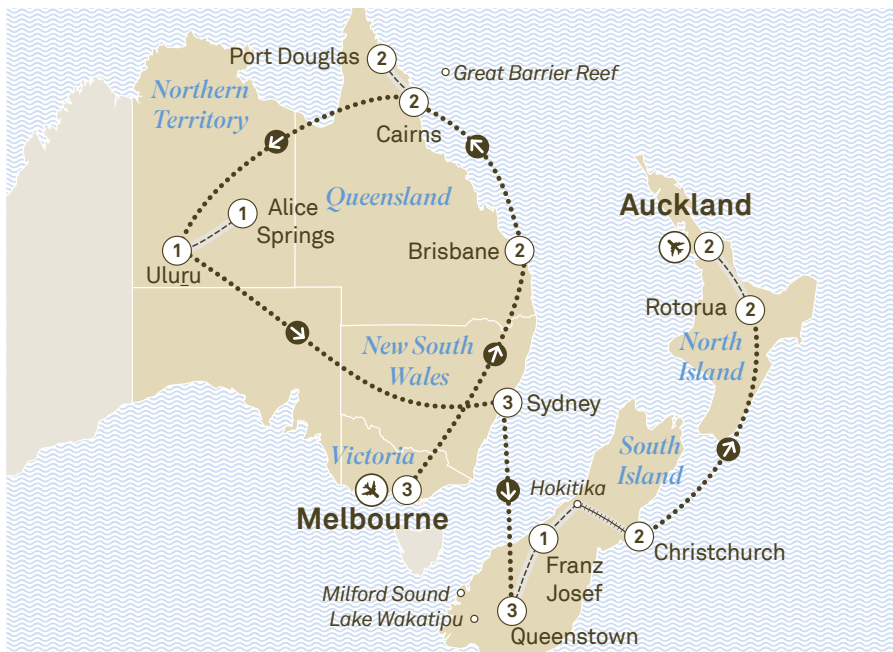 Port Douglas
2
Great Barrier Reef
Northern
Territory
2
Cairns
Queensland
1
Alice
Springs
1
Uluṟu
Brisbane
2
Auckland
2
Rotorua
2
North
Island
New South
Wales
3
Sydney
Victoria
3
Melbourne
South
Island
Hokitika
1
Franz
Josef
2
Christchurch
Milford Sound
Lake Wakatipu
3
Queenstown